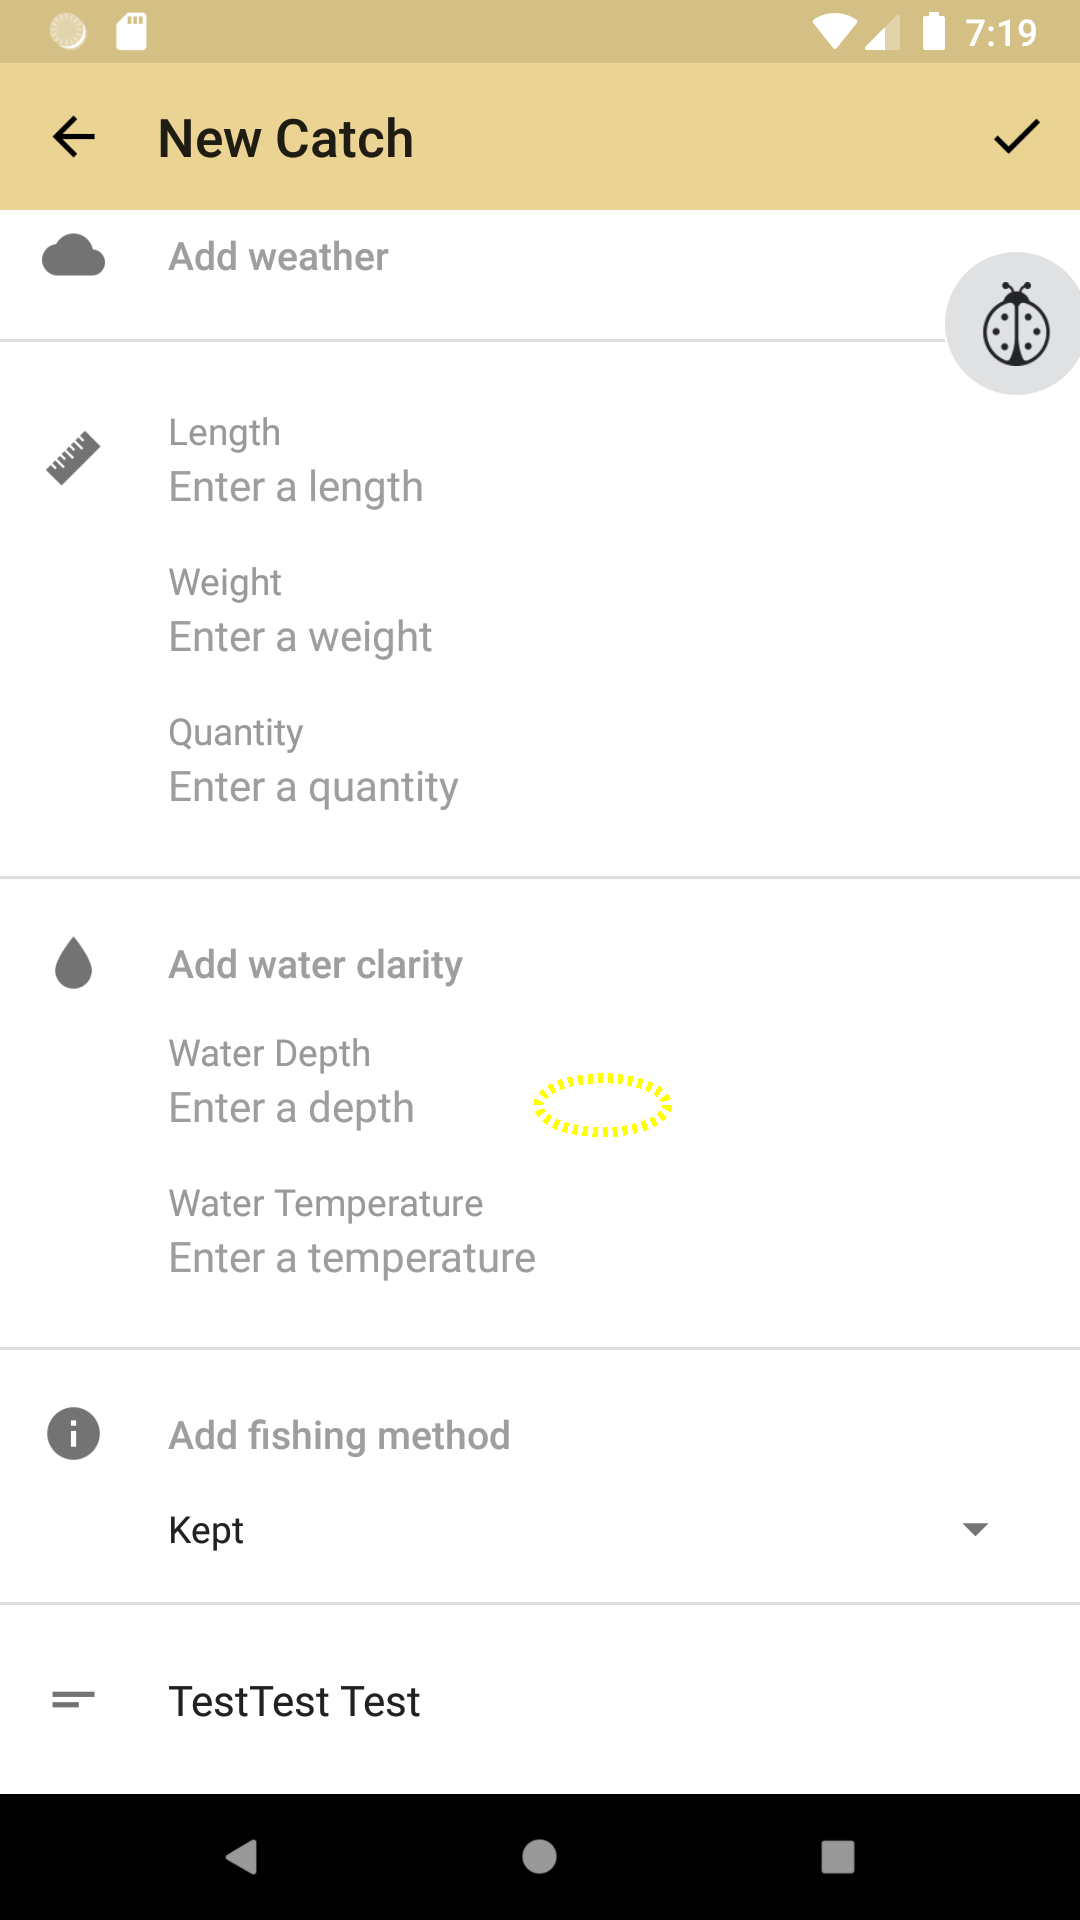 7:19
New Catch
Add weather
Length
Enter a length
Weight
Enter a weight
Quantity
Enter a quantity
Add water clarity
Water Depth
Enter a depth
Water Temperature
Enter a temperature
Add fishing method
Kept
TestTest Test